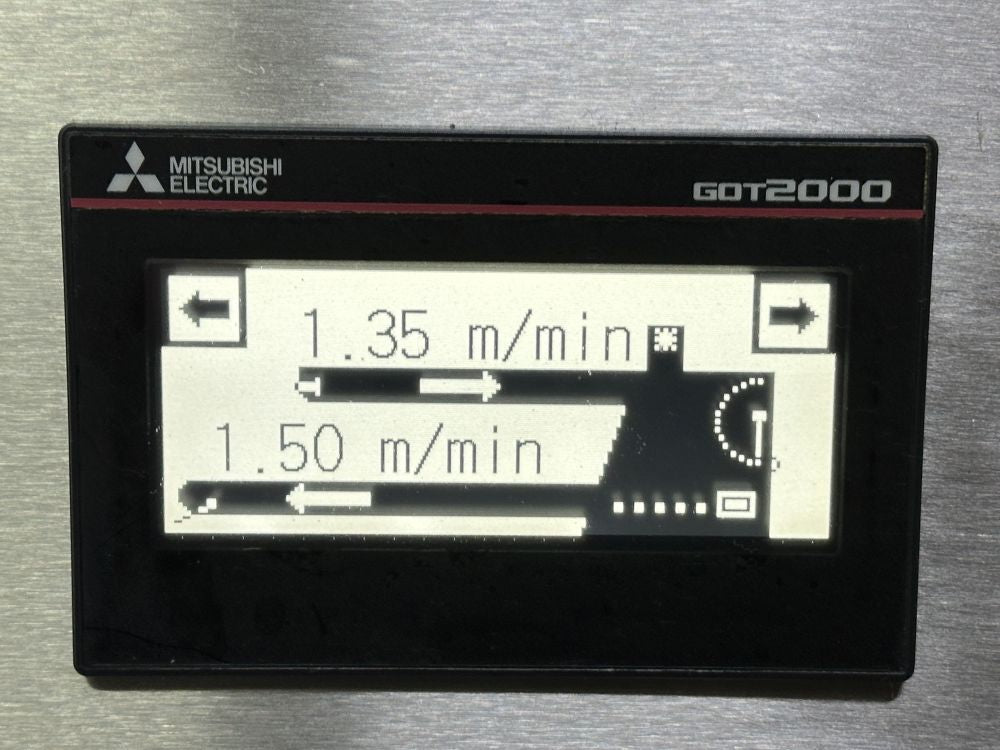 MITSUBISHI
ELECTRIC
GOT2000
1.35 m/min
1.50 m/min